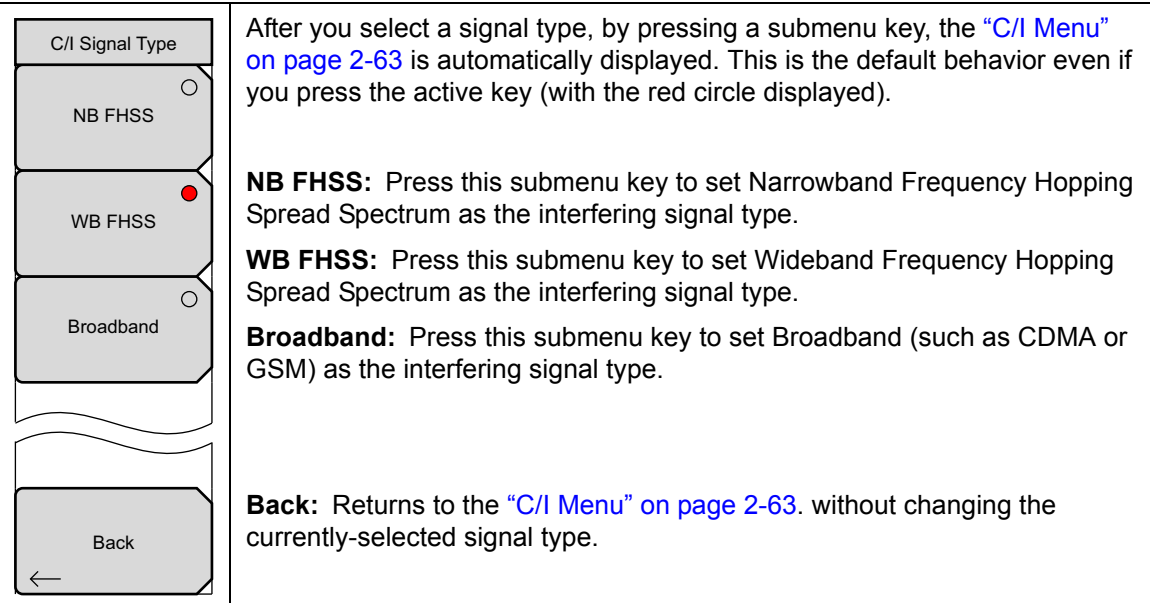 C/I Signal Type
NB FHSS
WB FHSS
Broadband
Back
After you select a signal type, by pressing a submenu key, the “C/I Menu”
on page 2-63 is automatically displayed. This is the default behavior even if
you press the active key (with the red circle displayed).
NB FHSS: Press this submenu key to set Narrowband Frequency Hopping
Spread Spectrum as the interfering signal type.
WB FHSS: Press this submenu key to set Wideband Frequency Hopping
Spread Spectrum as the interfering signal type.
Broadband: Press this submenu key to set Broadband (such as CDMA or
GSM) as the interfering signal type.
Back: Returns to the “C/I Menu” on page 2-63. without changing the
currently-selected signal type.